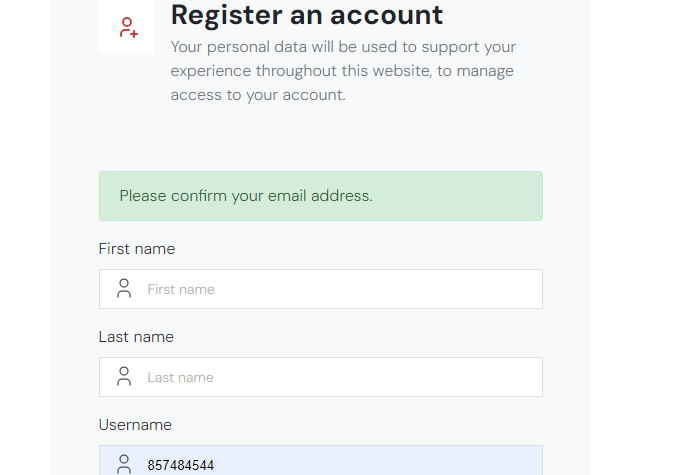 Register an account
Your personal data will be used to support your
experience throughout this website, to manage
access to your account.
Please confirm your email address.
First name
First name
Last name
Last name
Username
857484544